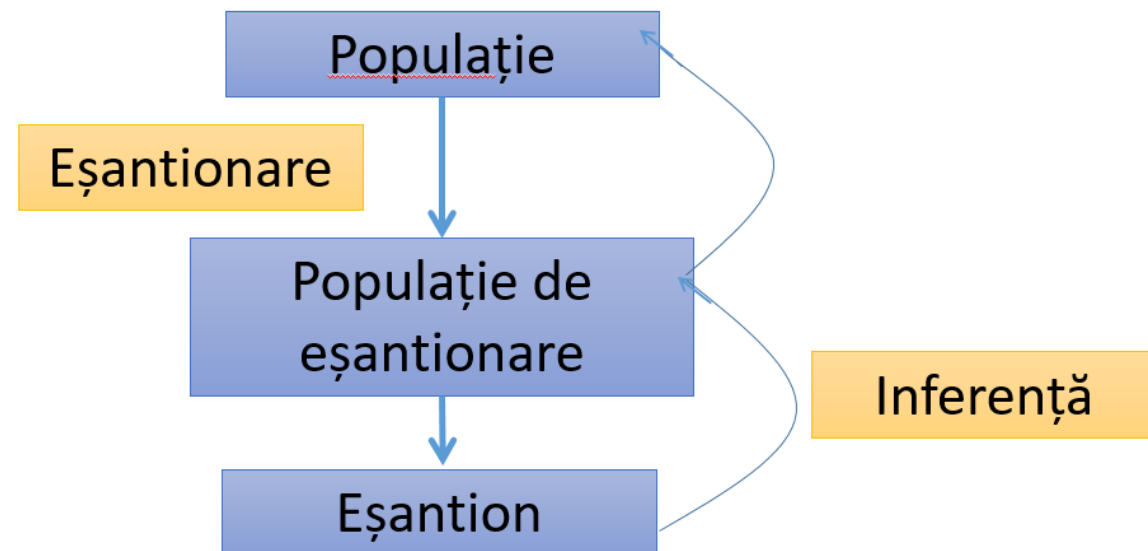 Populație
Eșantionare
Populație de
eșantionare
Inferență
Eșantion